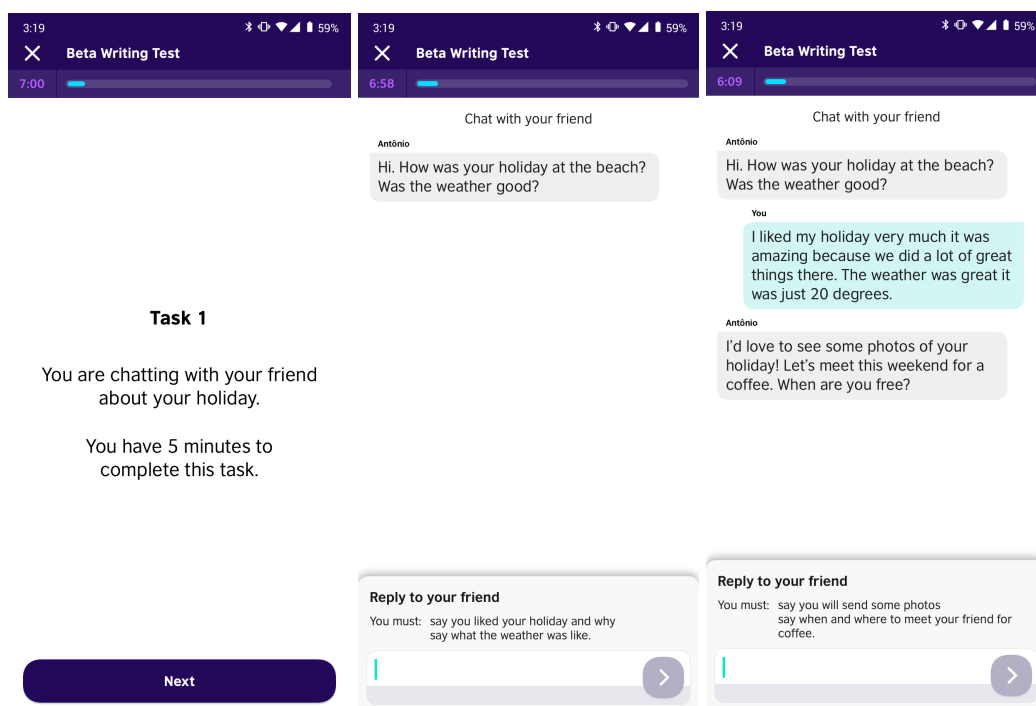 3:19
59%
Beta Writing Test
7:00
Task 1
You are chatting with your friend
about your holiday.
You have 5 minutes to
complete this task.
Next
3:19
59%
Beta Writing Test
6:58
Chat with your friend
Antônio
Hi. How was your holiday at the beach?
Was the weather good?
Reply to your friend
You must: say you liked your holiday and why
say what the weather was like.
3:19
59%
Beta Writing Test
6:09
Chat with your friend
Antônio
Hi. How was your holiday at the beach?
Was the weather good?
You
I liked my holiday very much it was
amazing because we did a lot of great
things there. The weather was great it
was just 20 degrees.
Antônio
I'd love to see some photos of your
holiday! Let's meet this weekend for a
coffee. When are you free?
Reply to your friend
You must: say you will send some photos
say when and where to meet your friend for
coffee.